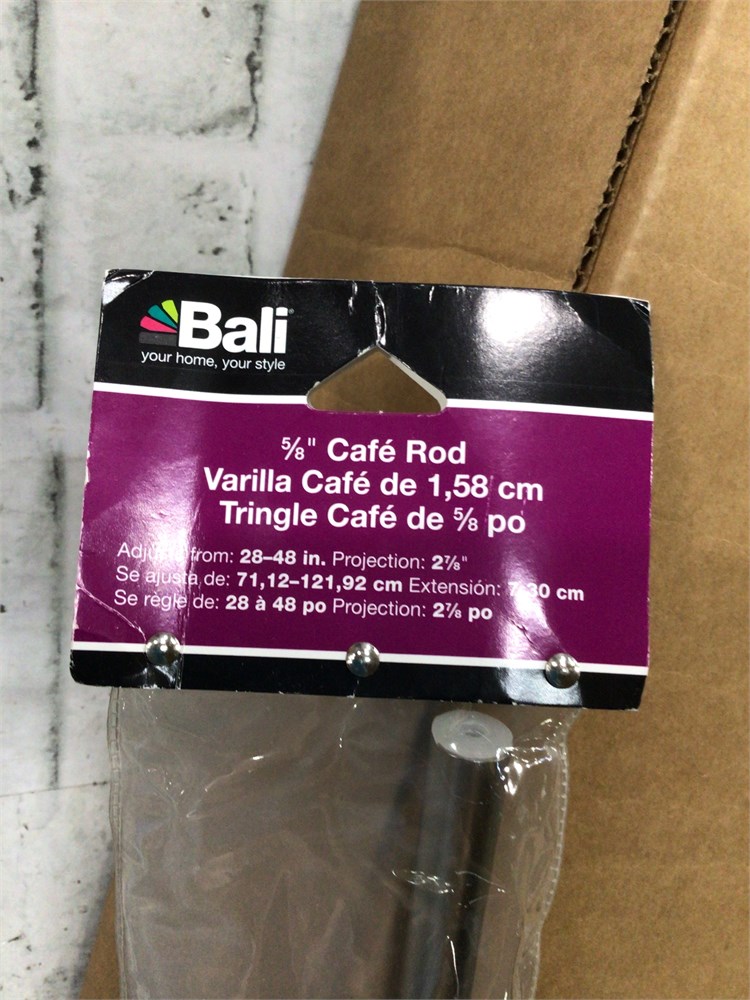 Bali
your home, your style
⅝" Café Rod
Varilla Café de 1,58 cm
Tringle Café de ⅝ po
from: 28–48 in. Projection: 2⅞"
Se ajusta de: 71,12–121,92 cm Extensión: cm
Se règle de: 28 à 48 po Projection: 2⅞ po